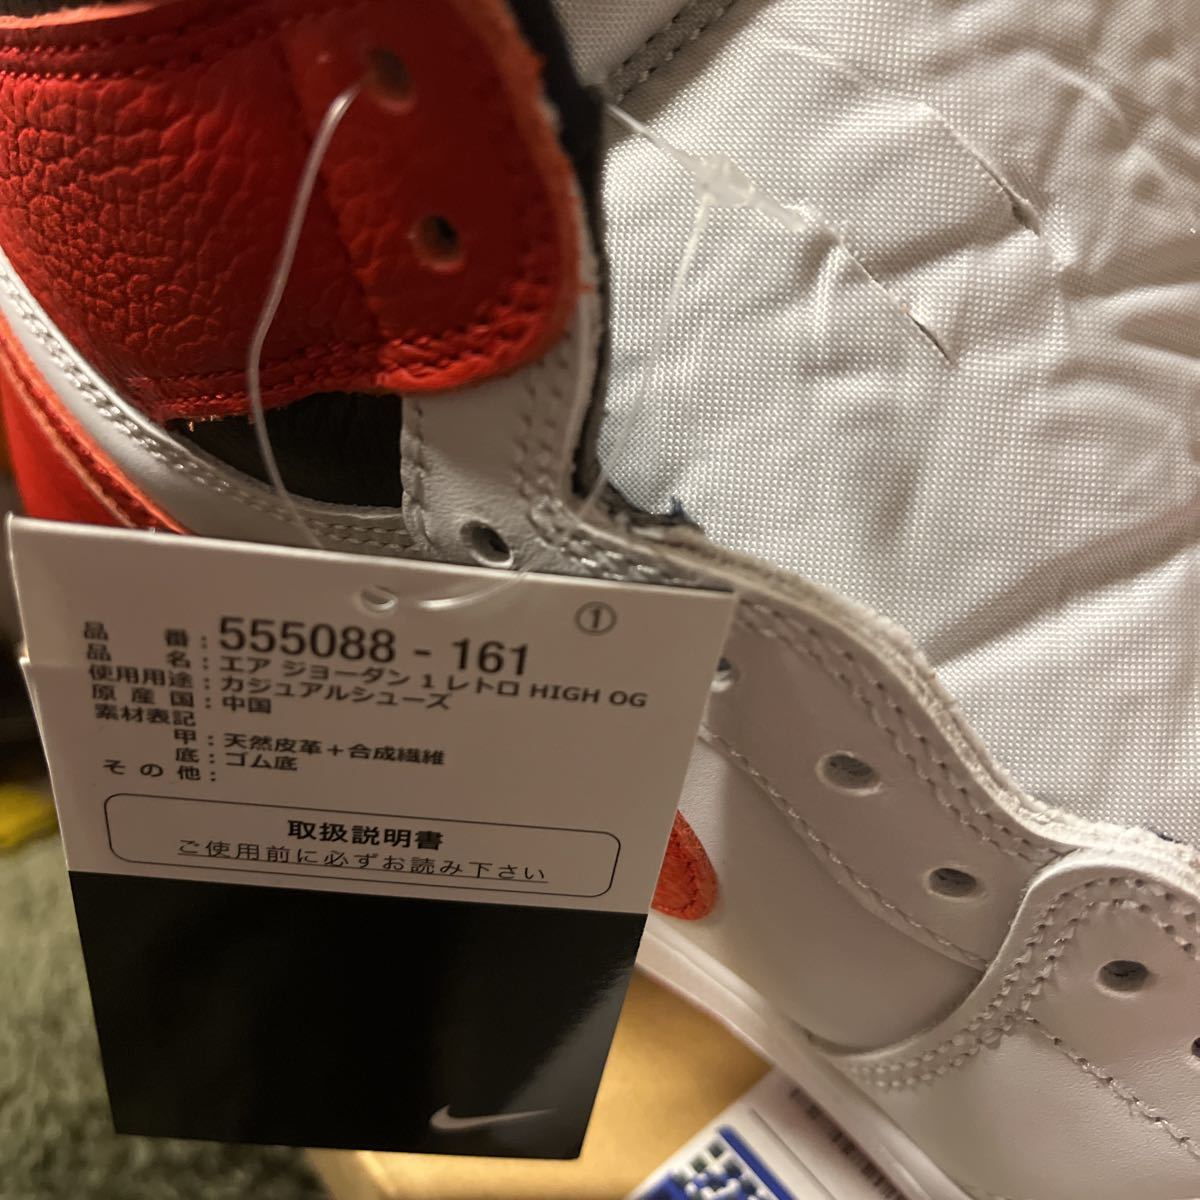 ①
品番：555088 - 161
品名：エア ジヨーダン 1 レトロ HIGH OG
使用用途：カジュアルシューズ
原産国：中国
素材表記
甲：天然皮革＋合成繊維
底：ゴム底
その他：
取扱説明書
ご使用前に必ずお読み下さい